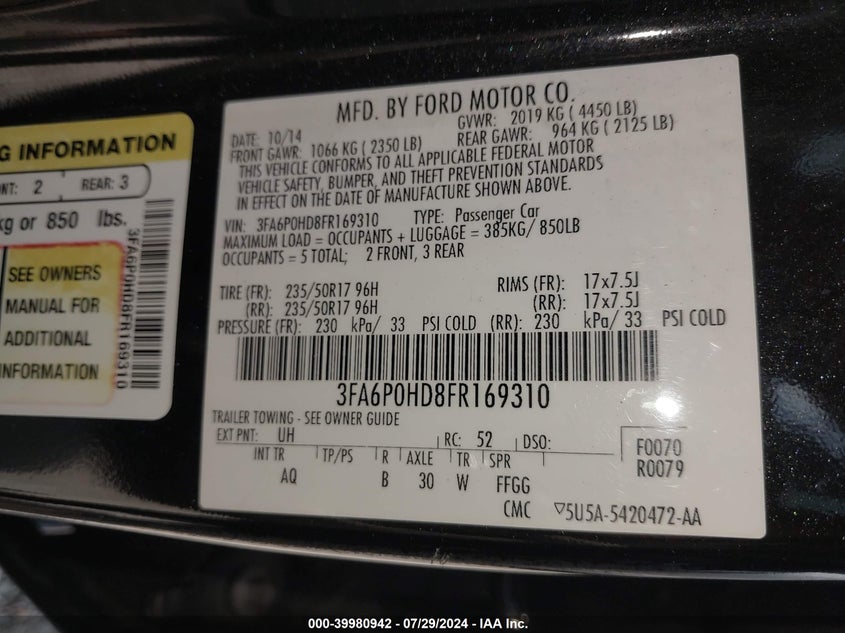 MFD. BY FORD MOTOR CO.
DATE: 10/14 GVWR: 2019 KG ( 4450 LB)
FRONT GAWR: 1066 KG ( 2350 LB) REAR GAWR: 964 KG ( 2125 LB)
THIS VEHICLE CONFORMS TO ALL APPLICABLE FEDERAL MOTOR
VEHICLE SAFETY, BUMPER, AND THEFT PREVENTION STANDARDS
IN EFFECT ON THE DATE OF MANUFACTURE SHOWN ABOVE.
VIN: 3FA6P0HD8FR169310 TYPE: Passenger Car
MAXIMUM LOAD = OCCUPANTS + LUGGAGE = 385KG/ 850LB
OCCUPANTS = 5 TOTAL; 2 FRONT, 3 REAR
TIRE (FR): 235/50R17 96H RIMS (FR): 17x7.5J
(RR): 235/50R17 96H (RR): 17x7.5J
PRESSURE (FR): 230 kPa/ 33 PSI COLD (RR): 230 kPa/ 33 PSI COLD
3FA6P0HD8FR169310
TRAILER TOWING - SEE OWNER GUIDE
EXT PNT: UH RC: 52 DSO: F0070
R0079
INT TR TP/PS R AXLE TR SPR
AQ B 30 W FFGG
CMC ▽5U5A-5420472-AA
G INFORMATION
NT: 2 REAR: 3
kg or 850 lbs.
SEE OWNERS
MANUAL FOR
ADDITIONAL
INFORMATION
3FA6P0HD8FR169310
000-39980942 - 07/29/2024 - IAA Inc.